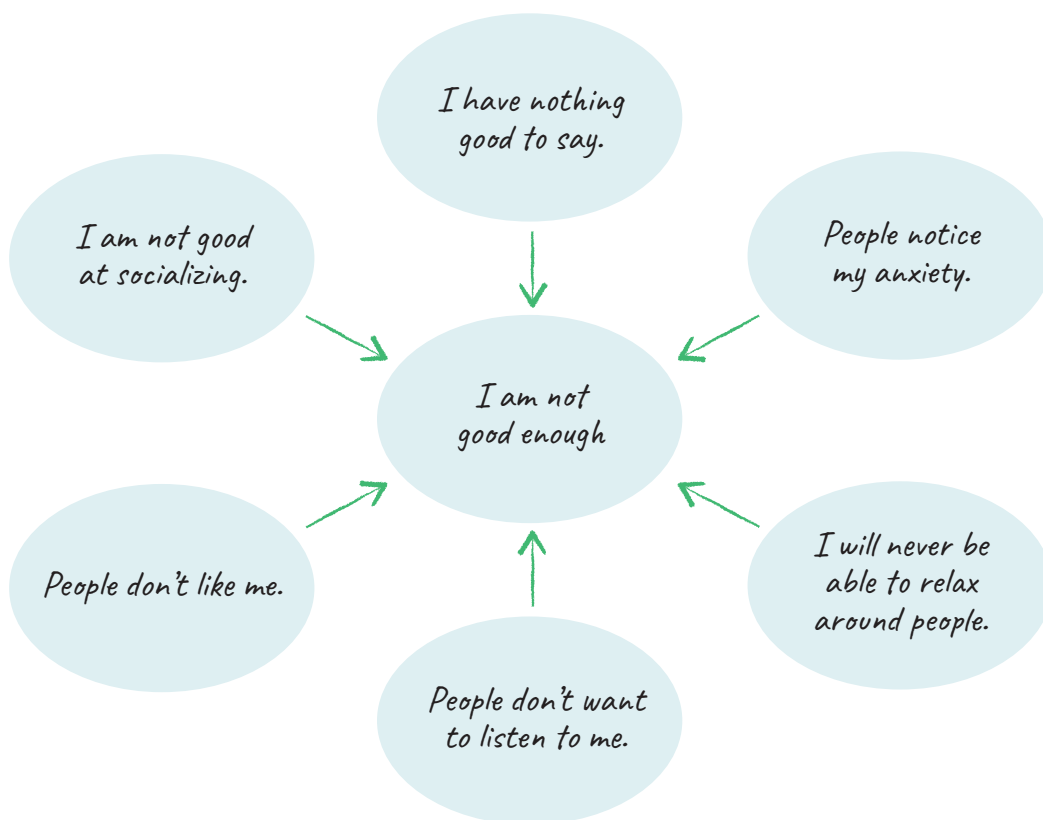 I have nothing
good to say.
I am not good
at socializing.
People notice
my anxiety.
I am not
good enough
People don't like me.
I will never be
able to relax
around people.
People don't want
to listen to me.